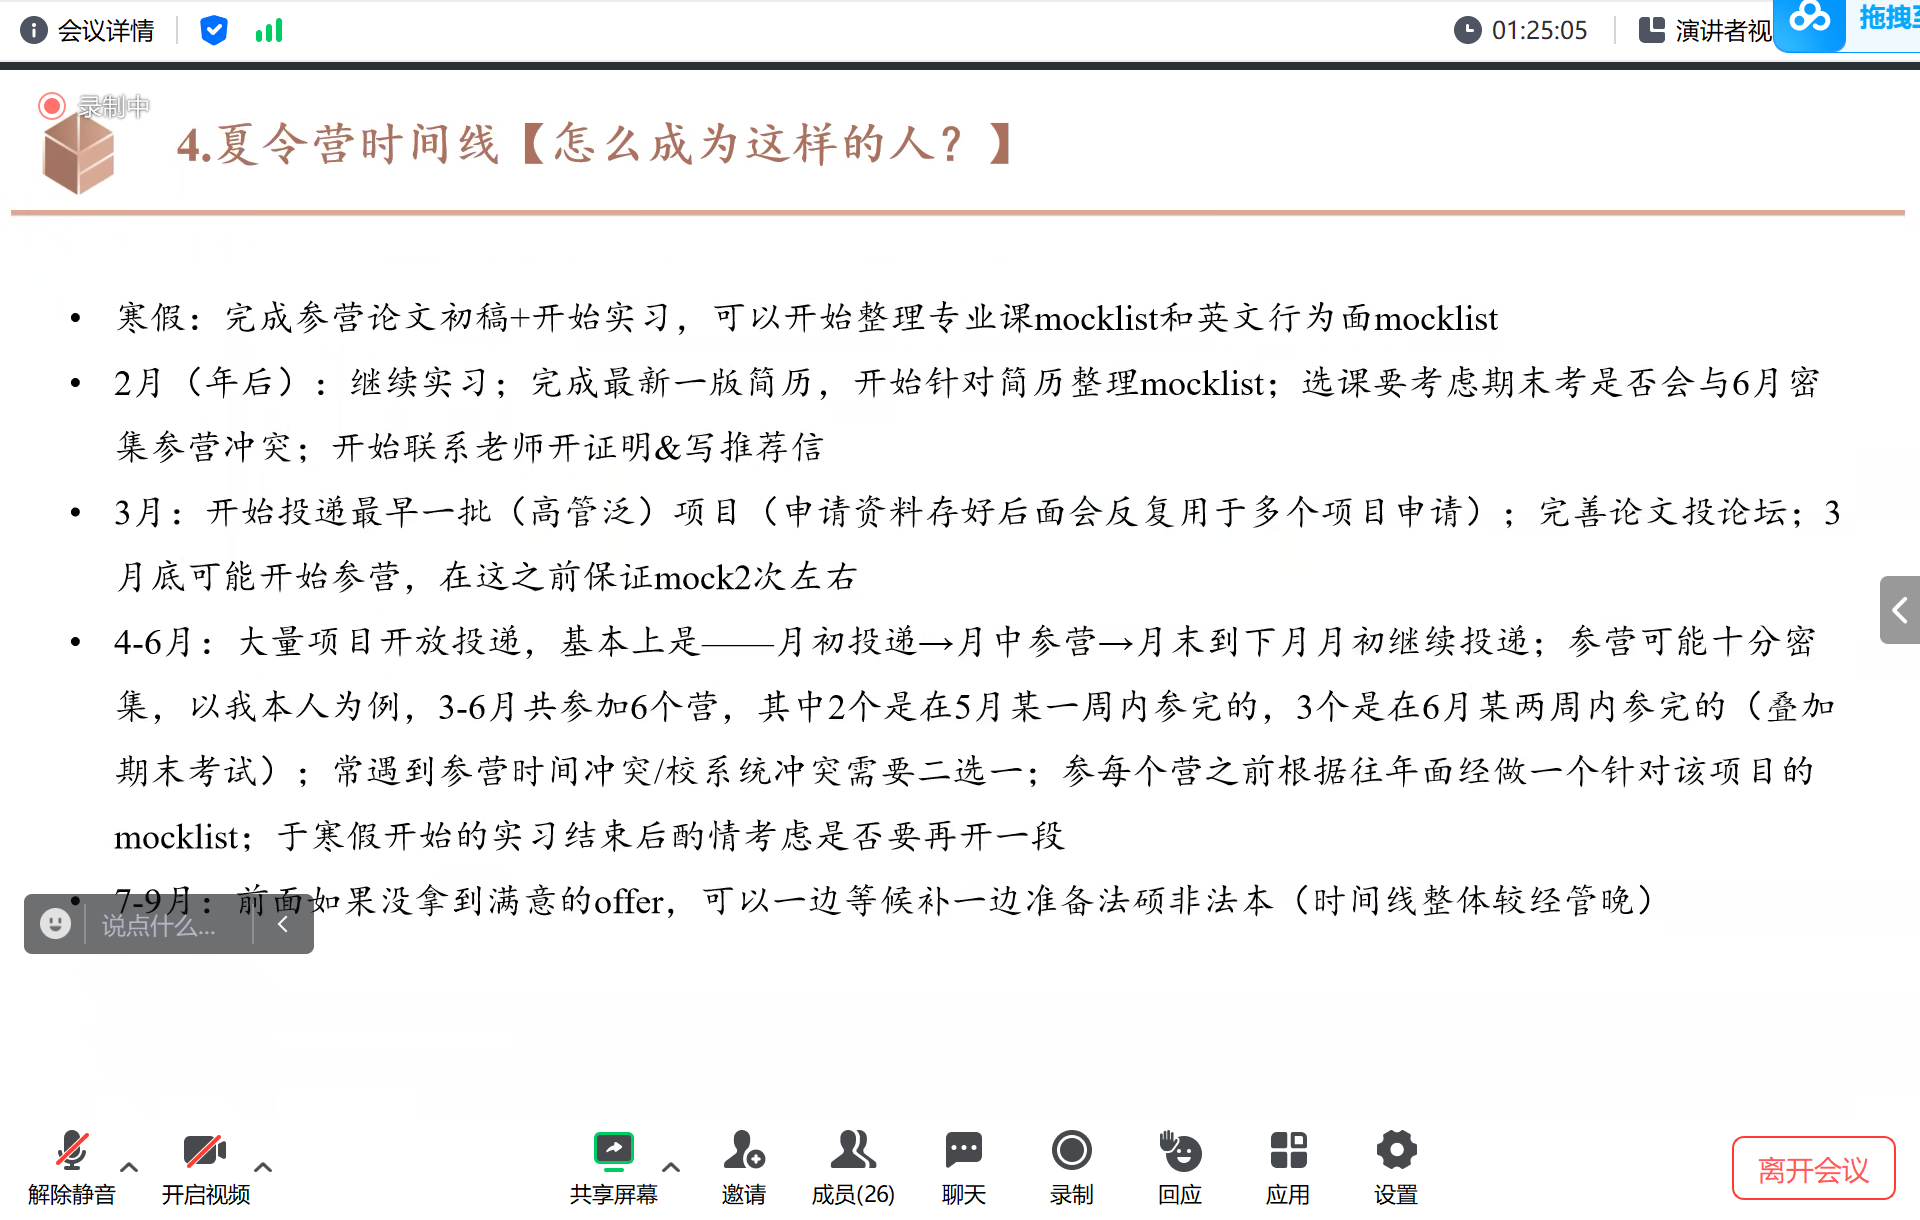 会议详情
01:25:05
演讲者视
拖拽至
录制中
4.夏令营时间线【怎么成为这样的人？】
• 寒假：完成参营论文初稿+开始实习，可以开始整理专业课mocklist和英文行为面mocklist
• 2月（年后）：继续实习；完成最新一版简历，开始针对简历整理mocklist；选课要考虑期末考是否会与6月密
集参营冲突；开始联系老师开证明&写推荐信
• 3月：开始投递最早一批（高管泛）项目（申请资料存好后面会反复用于多个项目申请）；完善论文投论坛；3
月底可能开始参营，在这之前保证mock2次左右
• 4-6月：大量项目开放投递，基本上是——月初投递→月中参营→月末到下月月初继续投递；参营可能十分密
集，以我本人为例，3-6月共参加6个营，其中2个是在5月某一周内参完的，3个是在6月某两周内参完的（叠加
期末考试）；常遇到参营时间冲突/校系统冲突需要二选一；参每个营之前根据往年面经做一个针对该项目的
mocklist；于寒假开始的实习结束后酌情考虑是否要再开一段
• 7-9月：前面如果没拿到满意的offer，可以一边等候补一边准备法硕非法本（时间线整体较经管晚）
说点什么...
解除静音
开启视频
共享屏幕
邀请
成员(26)
聊天
录制
回应
应用
设置
离开会议